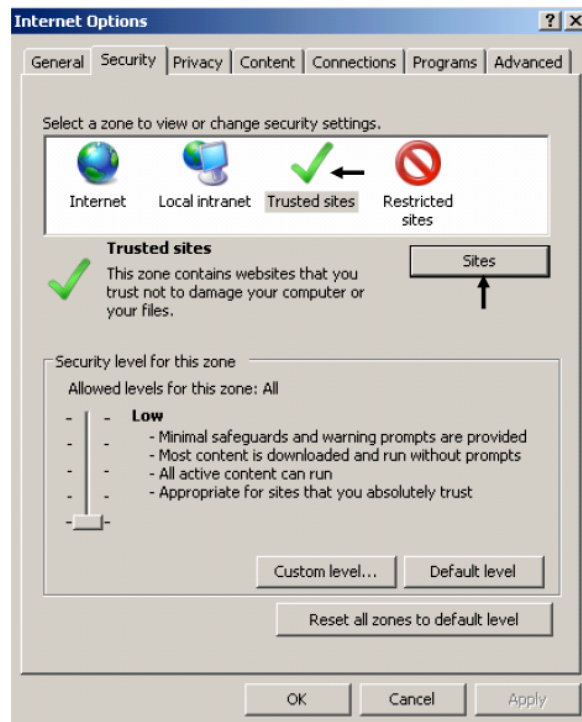 Internet Options
General Security Privacy Content Connections Programs Advanced
Select a zone to view or change security settings.
Internet Local intranet Trusted sites Restricted
sites
Trusted sites
Sites
This zone contains websites that you
trust not to damage your computer or
your files.
Security level for this zone
Allowed levels for this zone: All
Low
- Minimal safeguards and warning prompts are provided
- Most content is downloaded and run without prompts
- All active content can run
- Appropriate for sites that you absolutely trust
Custom level... Default level
Reset all zones to default level
OK Cancel Apply